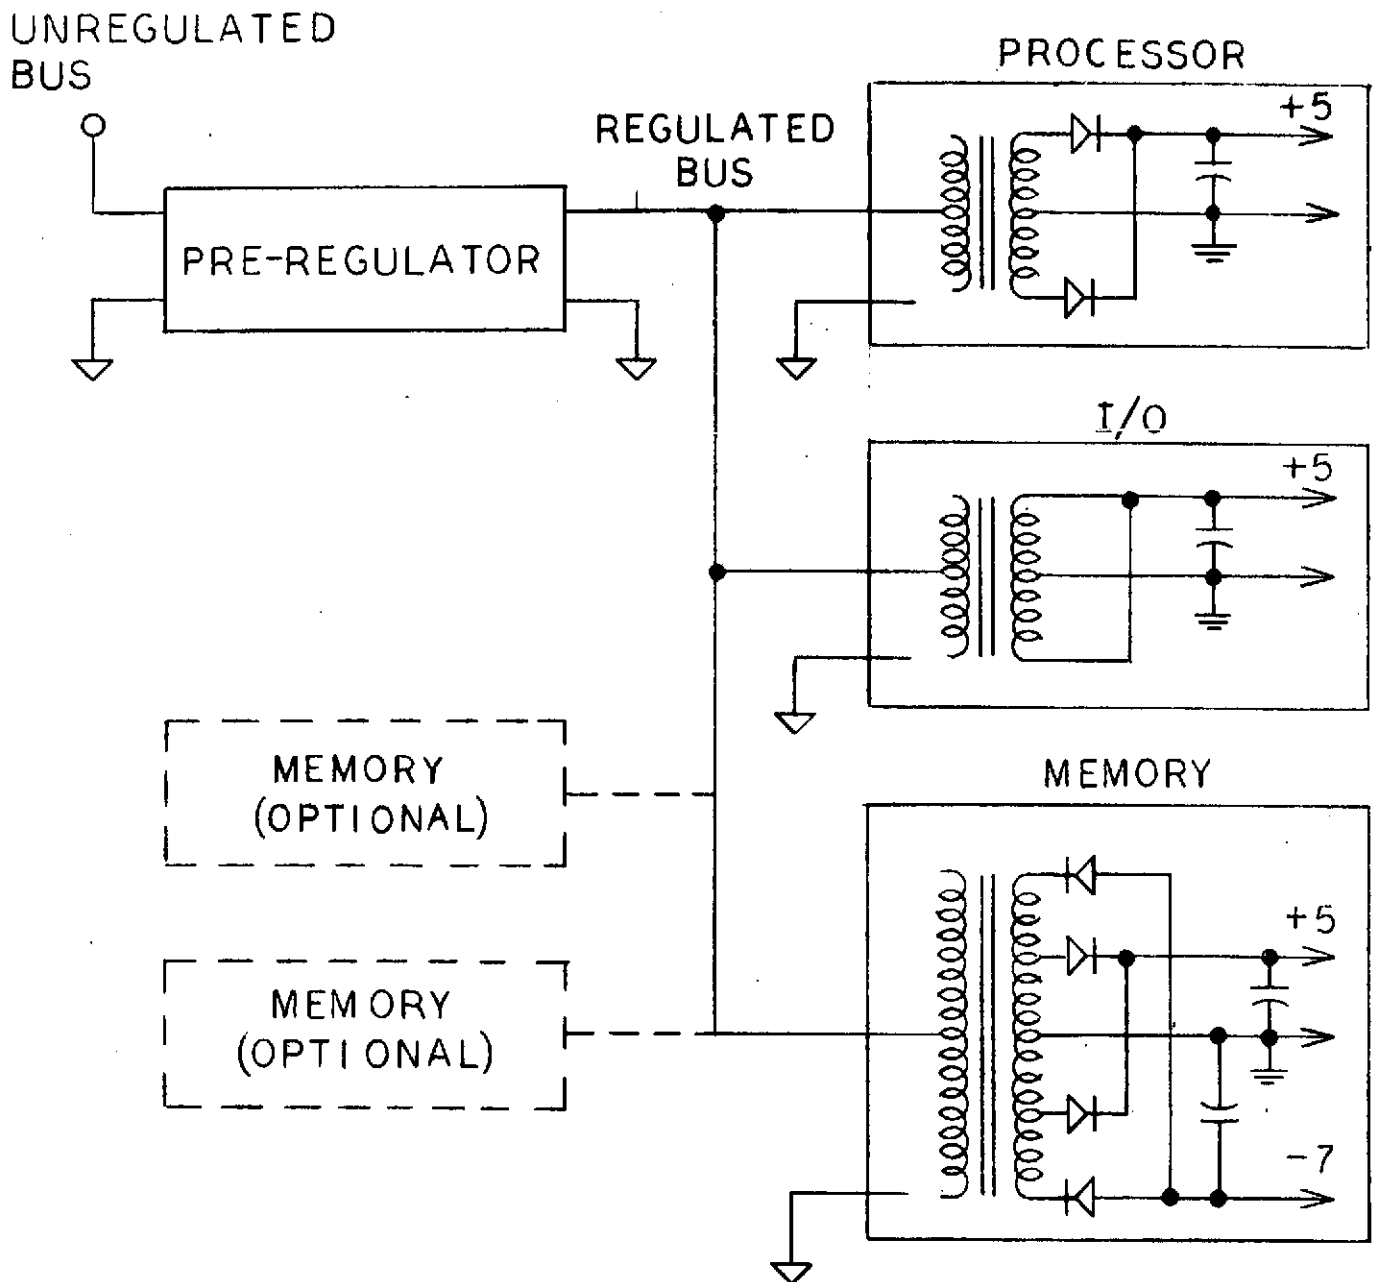 UNREGULATED
BUS
PROCESSOR
+5
REGULATED
BUS
PRE-REGULATOR
I/O
+5
MEMORY
(OPTIONAL)
MEMORY
+5
MEMORY
(OPTIONAL)
-7